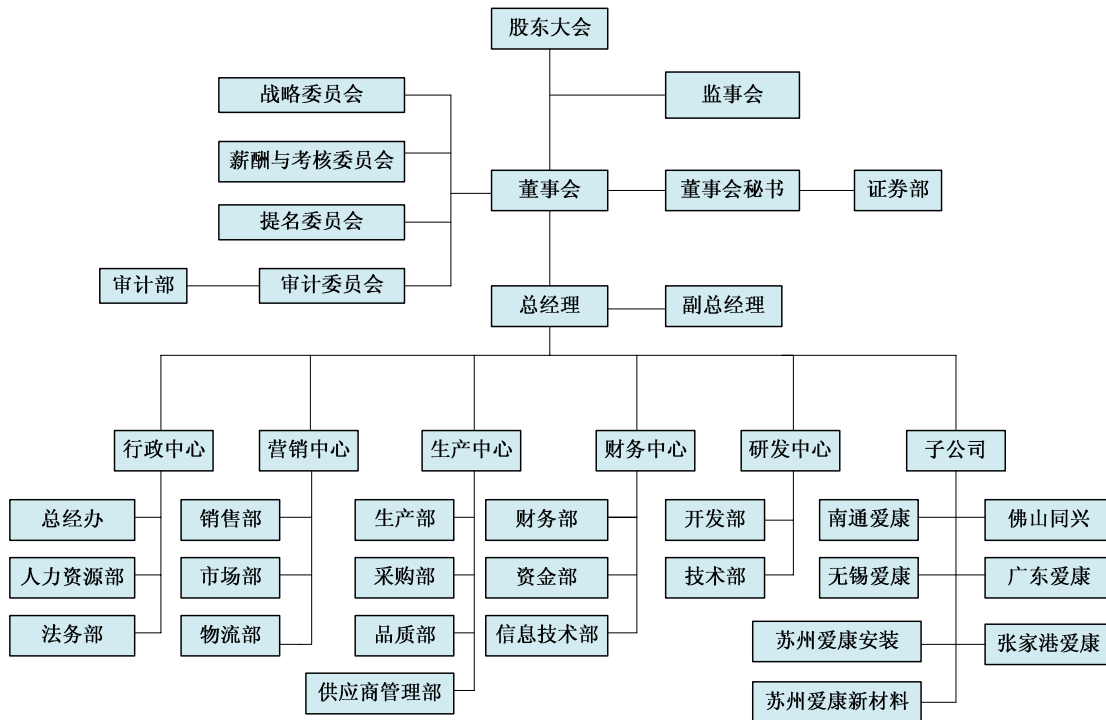 股东大会
战略委员会
监事会
薪酬与考核委员会
董事会
董事会秘书
证券部
提名委员会
审计部
审计委员会
总经理
副总经理
行政中心
营销中心
生产中心
财务中心
研发中心
子公司
总经办
销售部
生产部
财务部
开发部
南通爱康
佛山同兴
人力资源部
市场部
采购部
资金部
技术部
无锡爱康
广东爱康
法务部
物流部
品质部
信息技术部
苏州爱康安装
张家港爱康
供应商管理部
苏州爱康新材料